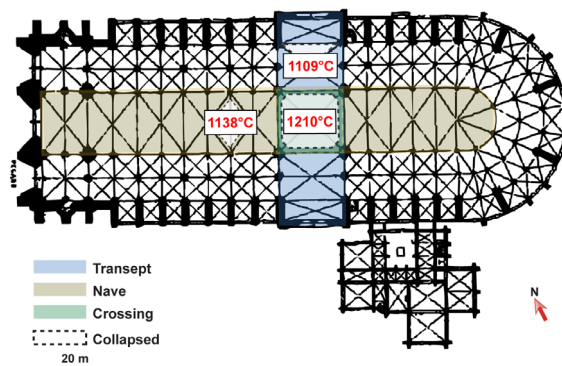 1109°C
1138°C
1210°C
Transept
Nave
Crossing
Collapsed
20 m
N